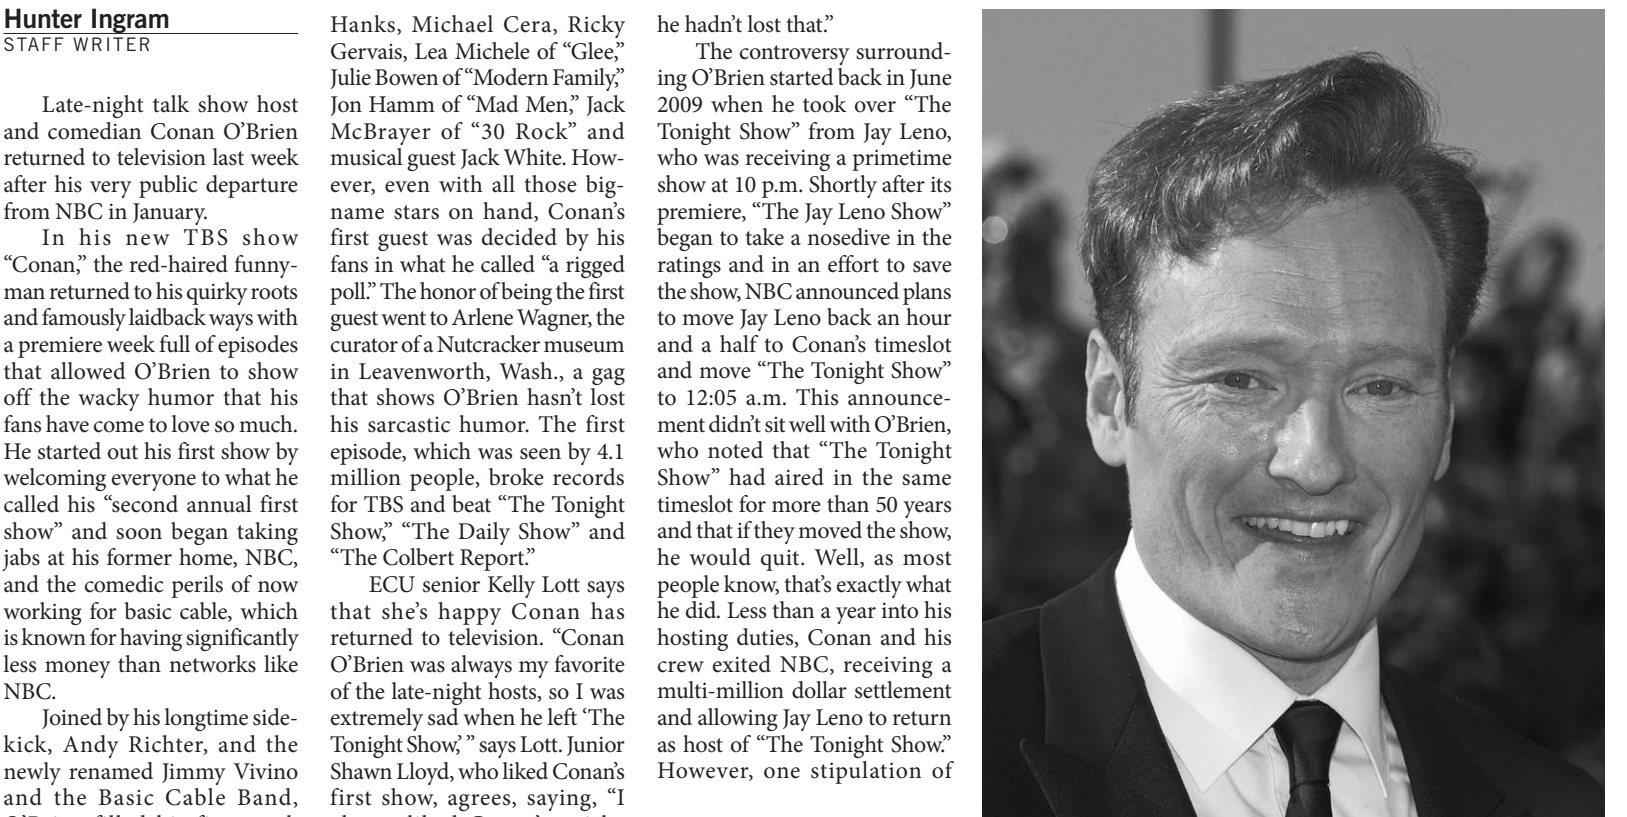 Hunter Ingram
STAFF WRITER
Late-night talk show host
and comedian Conan O’Brien
returned to television last week
after his very public departure
from NBC in January.
In his new TBS show
“Conan,” the red-haired funny-
man returned to his quirky roots
and famously laidback ways with
a premiere week full of episodes
that allowed O’Brien to show
off the wacky humor that his
fans have come to love so much.
He started out his first show by
welcoming everyone to what he
called his “second annual first
show” and soon began taking
jabs at his former home, NBC,
and the comedic perils of now
working for basic cable, which
is known for having significantly
less money than networks like
NBC.
Joined by his longtime side-
kick, Andy Richter, and the
newly renamed Jimmy Vivino
and the Basic Cable Band,
Hanks, Michael Cera, Ricky
Gervais, Lea Michele of “Glee,”
Julie Bowen of “Modern Family,”
Jon Hamm of “Mad Men,” Jack
McBrayer of “30 Rock” and
musical guest Jack White. How-
ever, even with all those big-
name stars on hand, Conan’s
first guest was decided by his
fans in what he called “a rigged
poll.” The honor of being the first
guest went to Arlene Wagner, the
curator of a Nutcracker museum
in Leavenworth, Wash., a gag
that shows O’Brien hasn’t lost
his sarcastic humor. The first
episode, which was seen by 4.1
million people, broke records
for TBS and beat “The Tonight
Show,” “The Daily Show” and
“The Colbert Report.”
ECU senior Kelly Lott says
that she’s happy Conan has
returned to television. “Conan
O’Brien was always my favorite
of the late-night hosts, so I was
extremely sad when he left ‘The
Tonight Show,’ ” says Lott. Junior
Shawn Lloyd, who liked Conan’s
first show, agrees, saying, “I
he hadn’t lost that.”
The controversy surround-
ing O’Brien started back in June
2009 when he took over “The
Tonight Show” from Jay Leno,
who was receiving a primetime
show at 10 p.m. Shortly after its
premiere, “The Jay Leno Show”
began to take a nosedive in the
ratings and in an effort to save
the show, NBC announced plans
to move Jay Leno back an hour
and a half to Conan’s timeslot
and move “The Tonight Show”
to 12:05 a.m. This announce-
ment didn’t sit well with O’Brien,
who noted that “The Tonight
Show” had aired in the same
timeslot for more than 50 years
and that if they moved the show,
he would quit. Well, as most
people know, that’s exactly what
he did. Less than a year into his
hosting duties, Conan and his
crew exited NBC, receiving a
multi-million dollar settlement
and allowing Jay Leno to return
as host of “The Tonight Show.”
However, one stipulation of